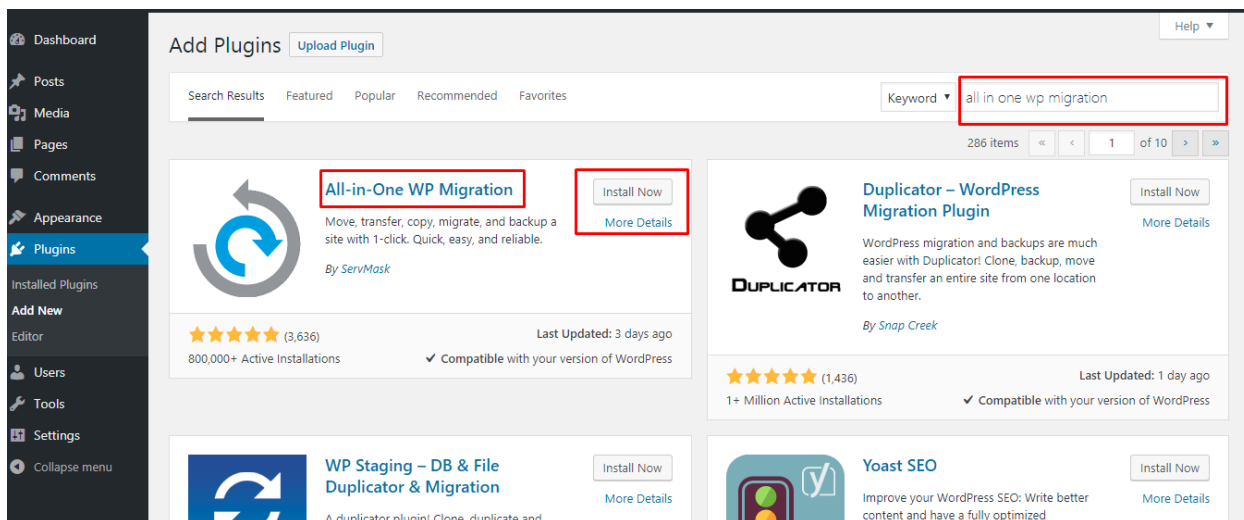 Help ▼
Dashboard
Posts
Media
Pages
Comments
Appearance
Plugins
Installed Plugins
Add New
Editor
Users
Tools
Settings
Collapse menu
Add Plugins Upload Plugin
Search Results Featured Popular Recommended Favorites Keyword ▼ all in one wp migration
286 items « ‹ 1 of 10 › »
All-in-One WP Migration
Install Now
More Details
Move, transfer, copy, migrate, and backup a
site with 1-click. Quick, easy, and reliable.
By ServMask
(3,636)
Last Updated: 3 days ago
800,000+ Active Installations
✓ Compatible with your version of WordPress
DUPLICATOR
Duplicator – WordPress
Migration Plugin
Install Now
More Details
WordPress migration and backups are much
easier with Duplicator! Clone, backup, move
and transfer an entire site from one location
to another.
By Snap Creek
(1,436)
Last Updated: 1 day ago
1+ Million Active Installations
✓ Compatible with your version of WordPress
WP Staging – DB & File
Duplicator & Migration
Install Now
More Details
A duplicator plugin! Clone, duplicate and
y
Yoast SEO
Install Now
More Details
Improve your WordPress SEO: Write better
content and have a fully optimized